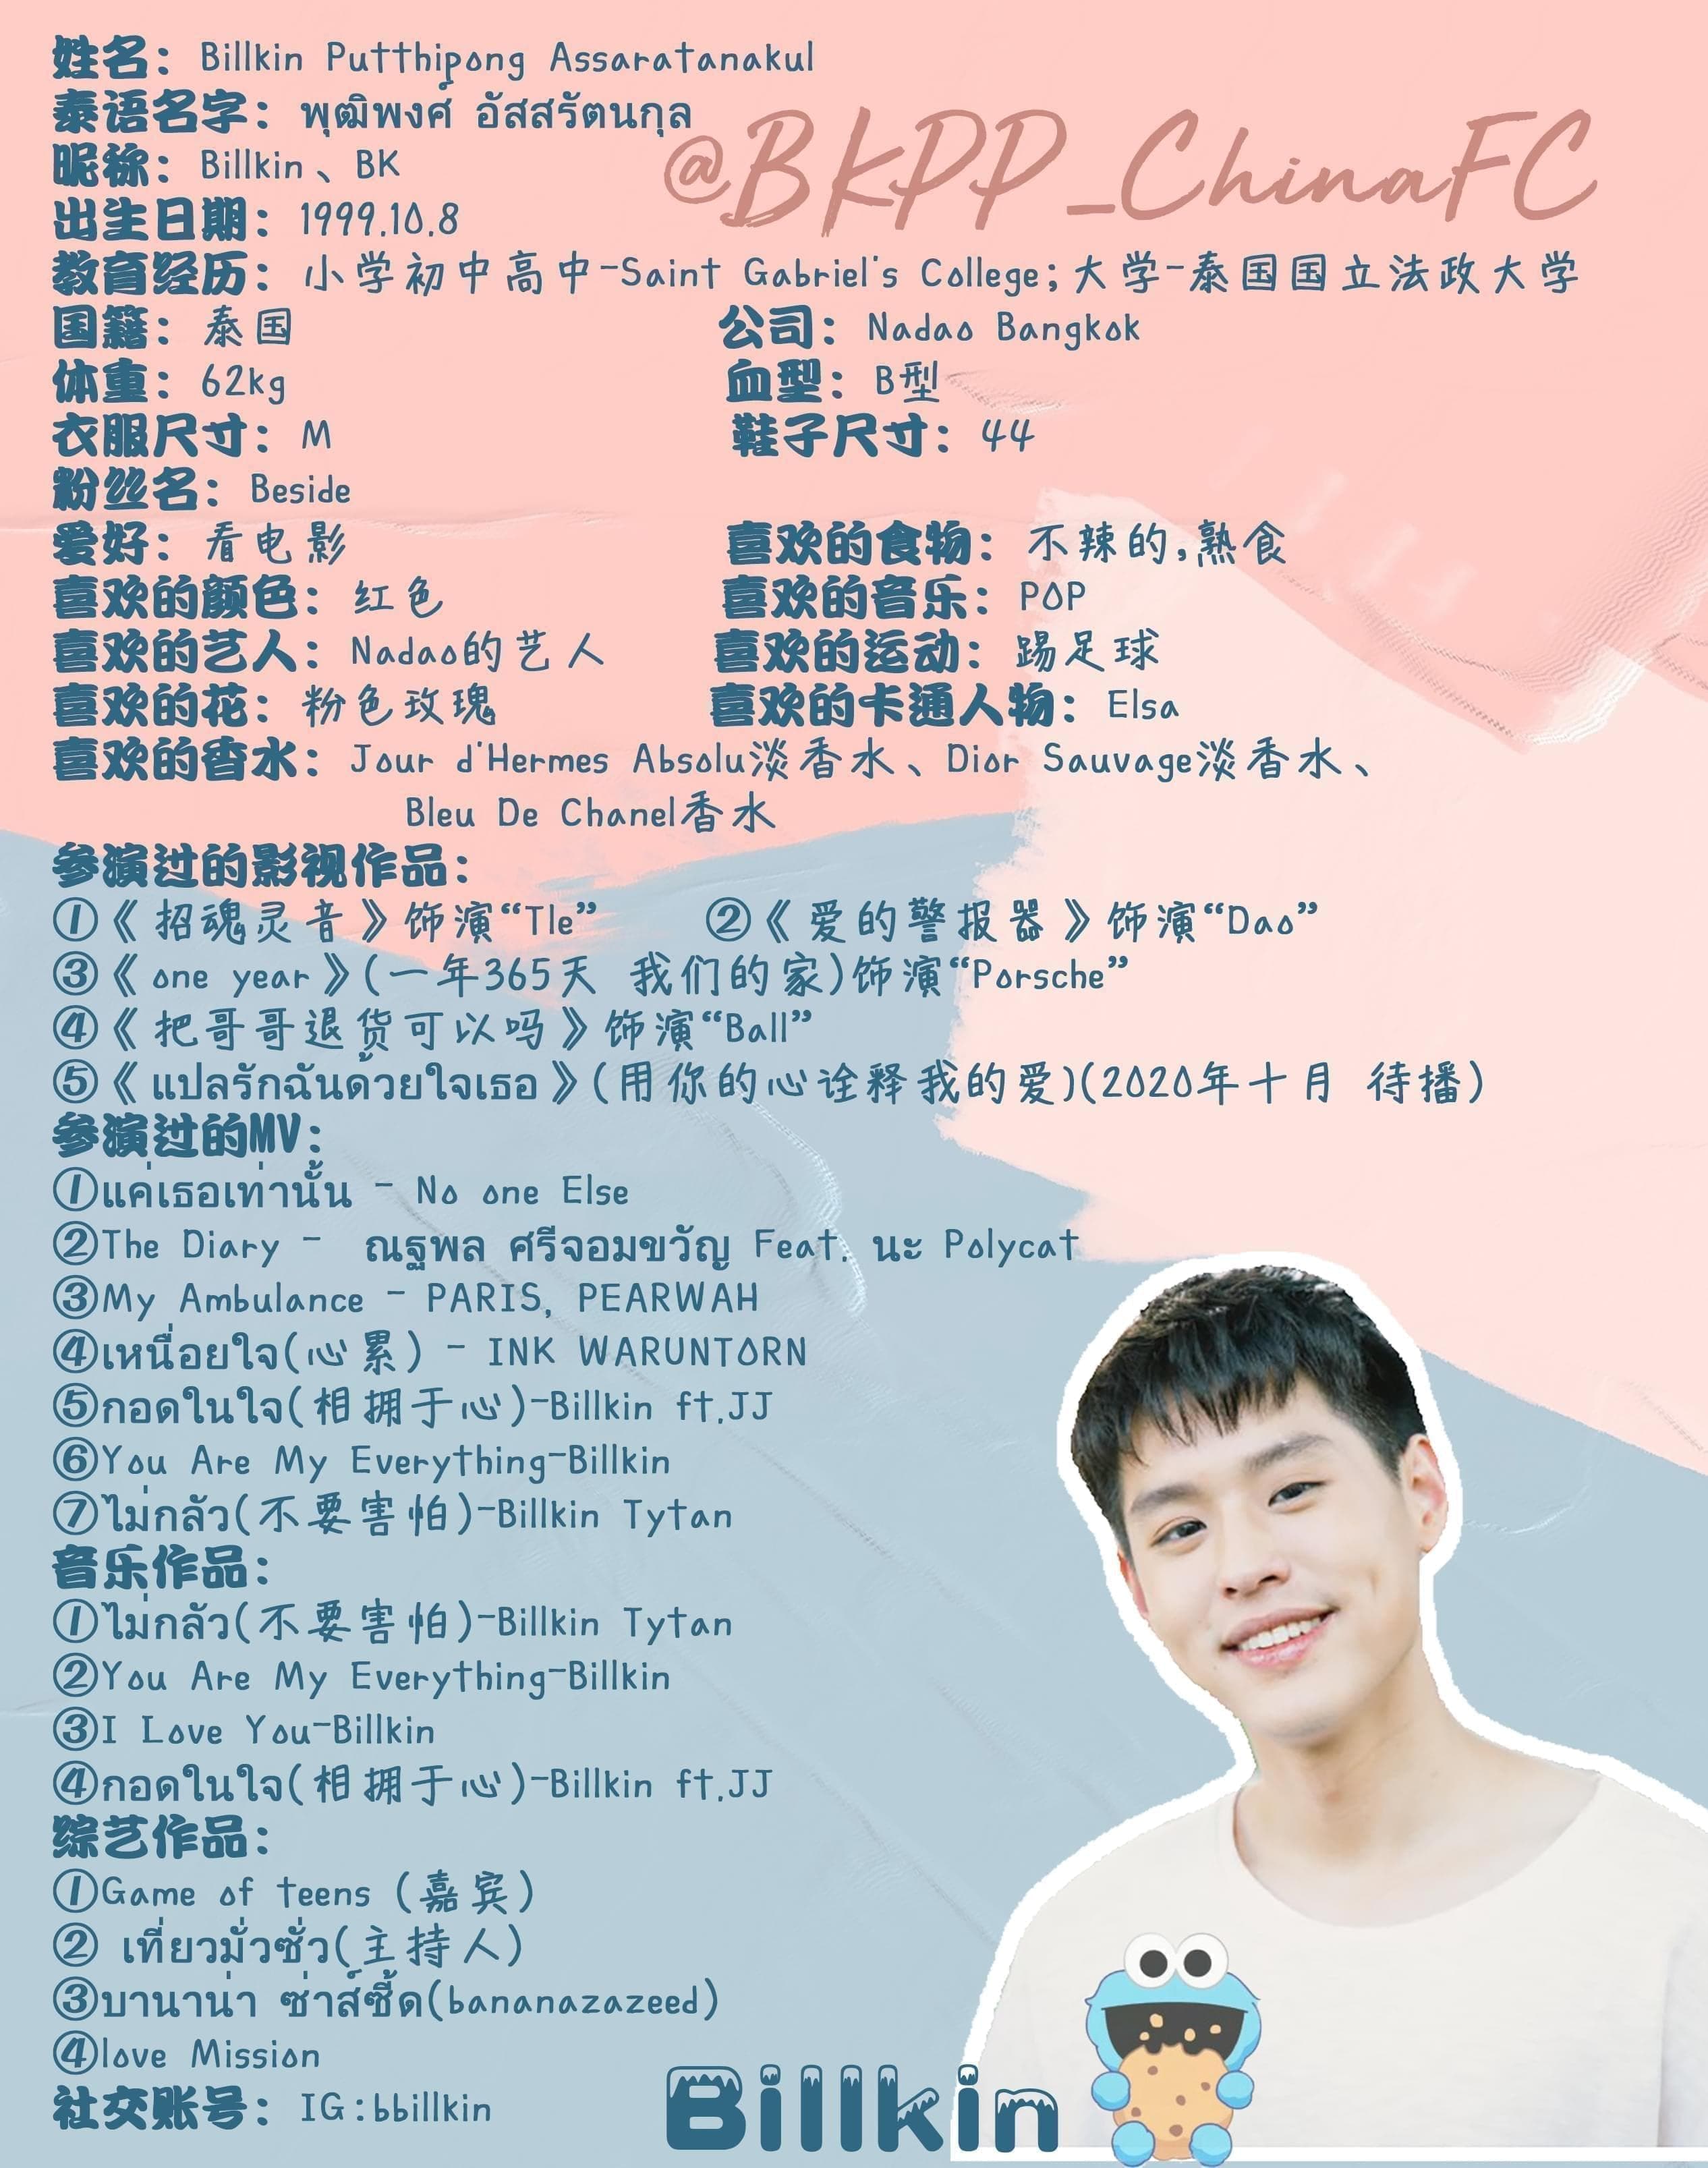 姓名：Billkin Putthipong Assaratanakul
泰语名字：พุฒิพงศ์ อัสสรัตนกุล
@BKPP_ChinaFC
昵称：Billkin、BK
出生日期：1999.10.8
教育经历：小学初中高中-Saint Gabriel's College;大学-泰国国立法政大学
国籍：泰国 公司：Nadao Bangkok
体重：62kg 血型：B型
衣服尺寸：M 鞋子尺寸：44
粉丝名：Beside
爱好：看电影 喜欢的食物：不辣的,熟食
喜欢的颜色：红色 喜欢的音乐：POP
喜欢的艺人：Nadao的艺人 喜欢的运动：踢足球
喜欢的花：粉色玫瑰 喜欢的卡通人物：Elsa
喜欢的香水：Jour d'Hermes Absolu淡香水、Dior Sauvage淡香水、
Bleu De Chanel香水
参演过的影视作品：
①《招魂灵音》饰演“Tle” ②《爱的警报器》饰演“Dao”
③《one year》(一年365天 我们的家)饰演“Porsche”
④《把哥哥退货可以吗》饰演“Ball”
⑤《แปลรักฉันด้วยใจเธอ》(用你的心诠释我的爱)(2020年十月 待播)
参演过的MV：
①แค่เธอเท่านั้น - No one Else
②The Diary - ณฐพล ศรีจอมขวัญ Feat. นะ Polycat
③My Ambulance - PARIS, PEARWAH
④เหนื่อยใจ(心累) - INK WARUNTORN
⑤กอดในใจ(相拥于心)-Billkin ft.JJ
⑥You Are My Everything-Billkin
⑦ไม่กลัว(不要害怕)-Billkin Tytan
音乐作品：
①ไม่กลัว(不要害怕)-Billkin Tytan
②You Are My Everything-Billkin
③I Love You-Billkin
④กอดในใจ(相拥于心)-Billkin ft.JJ
综艺作品：
①Game of teens (嘉宾)
② เที่ยวมั่วซั่ว(主持人)
③บานาน่า ซ่าส์ซี้ด(bananazazeed)
④love Mission
社交账号：IG:bbillkin
Billkin